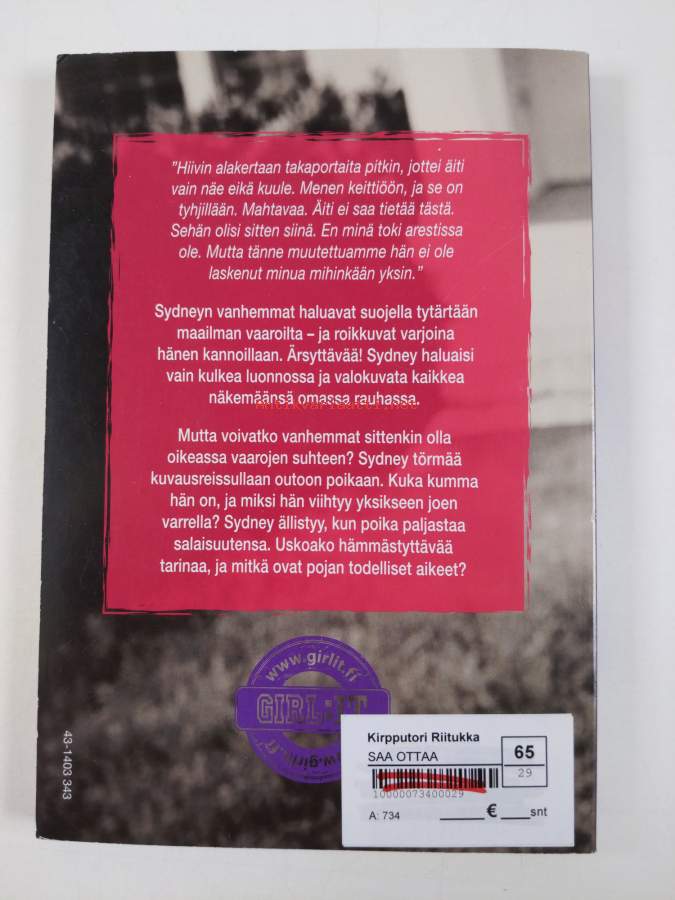 ”Hiivin alakertaan takaportaita pitkin, jottei äiti
vain näe eikä kuule. Menen keittiöön, ja se on
tyhjillään. Mahtavaa. Äiti ei saa tietää tästä.
Sehän olisi sitten siinä. En minä toki arestissa
ole. Mutta tänne muutettuamme hän ei ole
laskenut minua mihinkään yksin.”
Sydneyn vanhemmat haluavat suojella tytärtään
maailman vaaroilta – ja roikkuvat varjoina
hänen kannoillaan. Ärsyttävää! Sydney haluaisi
vain kulkea luonnossa ja valokuvata kaikkea
näkemäänsä omassa rauhassa.
antikvariaatti.net
Mutta voivatko vanhemmat sittenkin olla
oikeassa vaarojen suhteen? Sydney törmää
kuvausreissullaan outoon poikaan. Kuka kumma
hän on, ja miksi hän viihtyy yksikseen joen
varrella? Sydney ällistyy, kun poika paljastaa
salaisuutensa. Uskoako hämmästyttävää
tarinaa, ja mitkä ovat pojan todelliset aikeet?
www.girlit.fi
GIRL:IT
w.girlit.fi
43-1403 343
Kirpputori Riitukka
SAA OTTAA
65
29
10000073400029
A: 734
€
snt